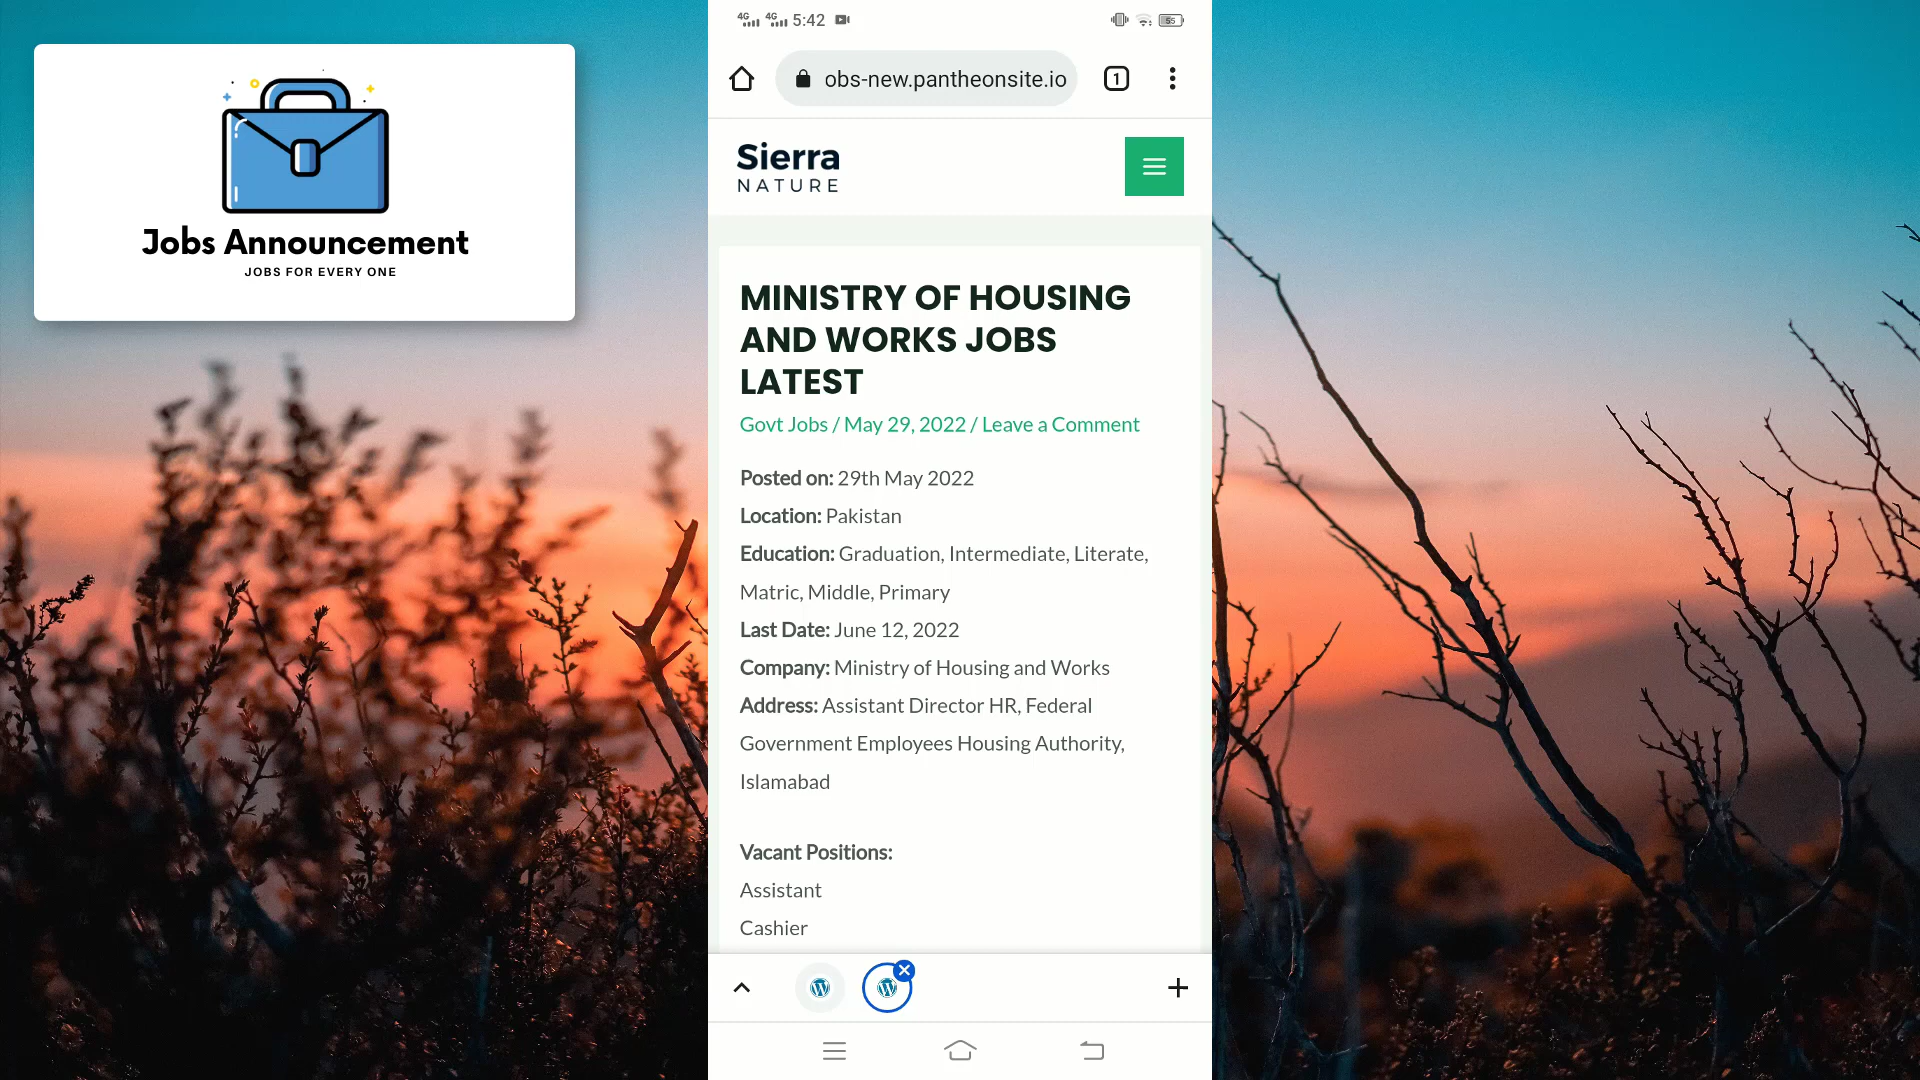 Jobs Announcement
JOBS FOR EVERY ONE
4G 4G 5:42
55
obs-new.pantheonsite.io
1
Sierra
NATURE
MINISTRY OF HOUSING
AND WORKS JOBS
LATEST
Govt Jobs / May 29, 2022 / Leave a Comment
Posted on: 29th May 2022
Location: Pakistan
Education: Graduation, Intermediate, Literate,
Matric, Middle, Primary
Last Date: June 12, 2022
Company: Ministry of Housing and Works
Address: Assistant Director HR, Federal
Government Employees Housing Authority,
Islamabad
Vacant Positions:
Assistant
Cashier